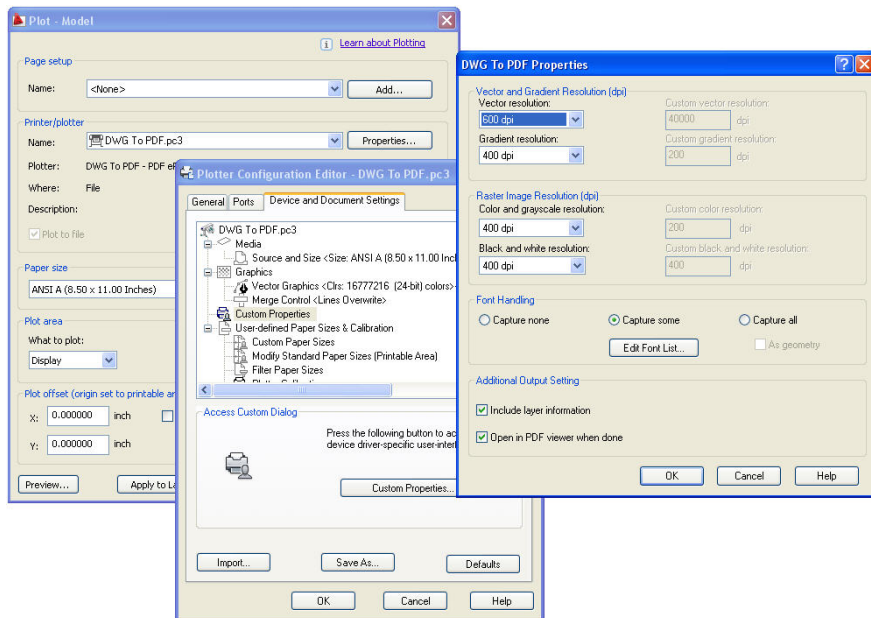 Plot - Model
Learn about Plotting
Page setup
Name:
<None>
Add...
Printer/plotter
Name:
DWG To PDF.pc3
Properties...
Plotter:
DWG To PDF - PDF eP
Where:
File
Description:
Plot to file
Paper size
ANSI A (8.50 x 11.00 Inches)
Plot area
What to plot:
Display
Plot offset (origin set to printable ar
X:
0.000000
inch
Y:
0.000000
inch
Preview...
Apply to La
Plotter Configuration Editor - DWG To PDF.pc3
General
Ports
Device and Document Settings
DWG To PDF.pc3
Media
Source and Size <Size: ANSI A (8.50 x 11.00 Incl
Graphics
Vector Graphics <Clrs: 16777216 (24-bit) colors>
Merge Control <Lines Overwrite>
Custom Properties
User-defined Paper Sizes & Calibration
Custom Paper Sizes
Modify Standard Paper Sizes (Printable Area)
Filter Paper Sizes
Access Custom Dialog
Press the following button to ac
device driver-specific user-interf
Custom Properties...
Import...
Save As...
Defaults
OK
Cancel
Help
DWG To PDF Properties
Vector and Gradient Resolution (dpi)
Vector resolution:
Custom vector resolution:
600 dpi
40000
dpi
Gradient resolution:
Custom gradient resolution:
400 dpi
200
dpi
Raster Image Resolution (dpi)
Color and grayscale resolution:
Custom color resolution:
400 dpi
200
dpi
Black and white resolution:
Custom black and white resolution:
400 dpi
400
dpi
Font Handling
Capture none
Capture some
Capture all
Edit Font List...
As geometry
Additional Output Setting
Include layer information
Open in PDF viewer when done
OK
Cancel
Help